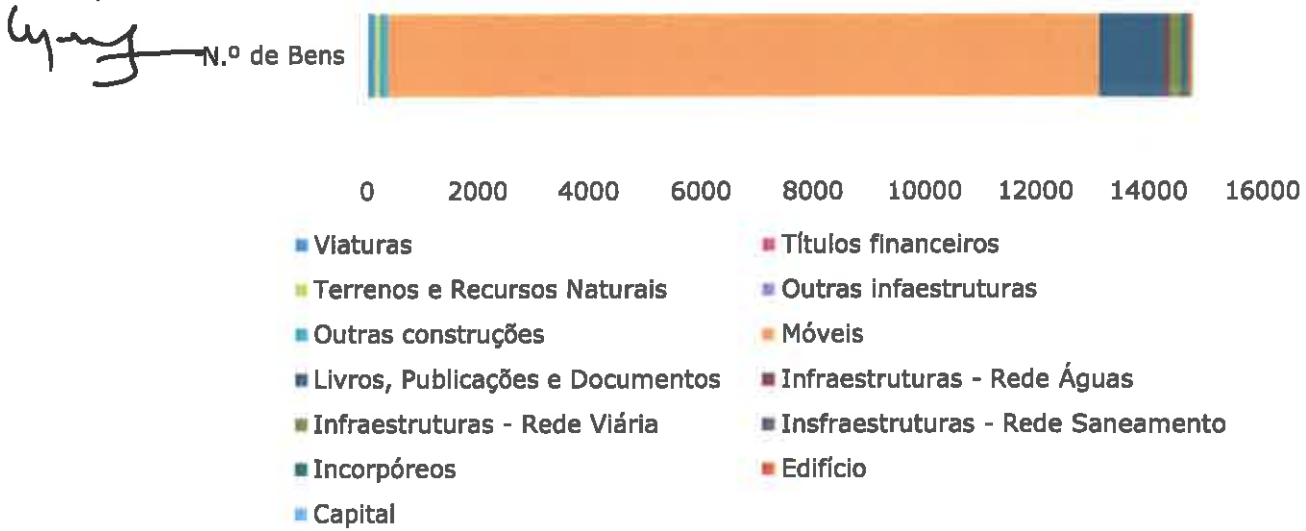 N.º de Bens
0 2000 4000 6000 8000 10000 12000 14000 16000
Viaturas Títulos financeiros
Terrenos e Recursos Naturais Outras infaestruturas
Outras construções Móveis
Livros, Publicações e Documentos Infraestruturas - Rede Águas
Infraestruturas - Rede Viária Insfraestruturas - Rede Saneamento
Incorpóreos Edifício
Capital